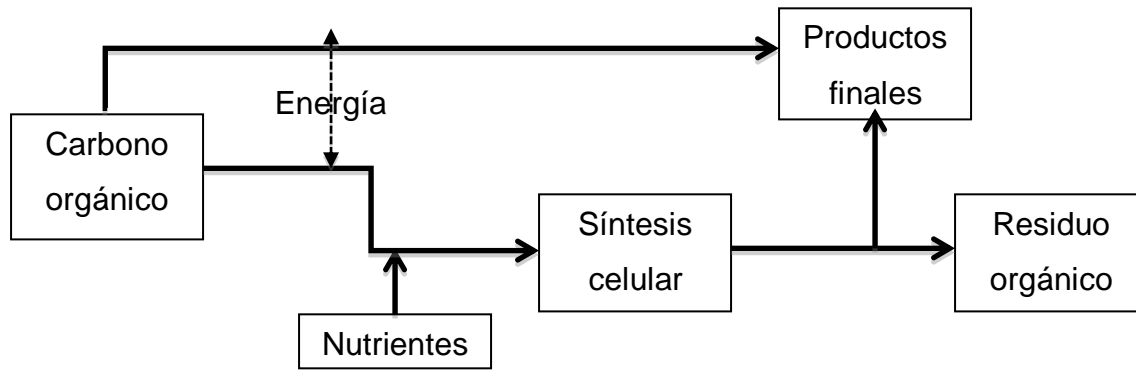 Productos
finales
Energía
Carbono
orgánico
Síntesis
celular
Residuo
orgánico
Nutrientes